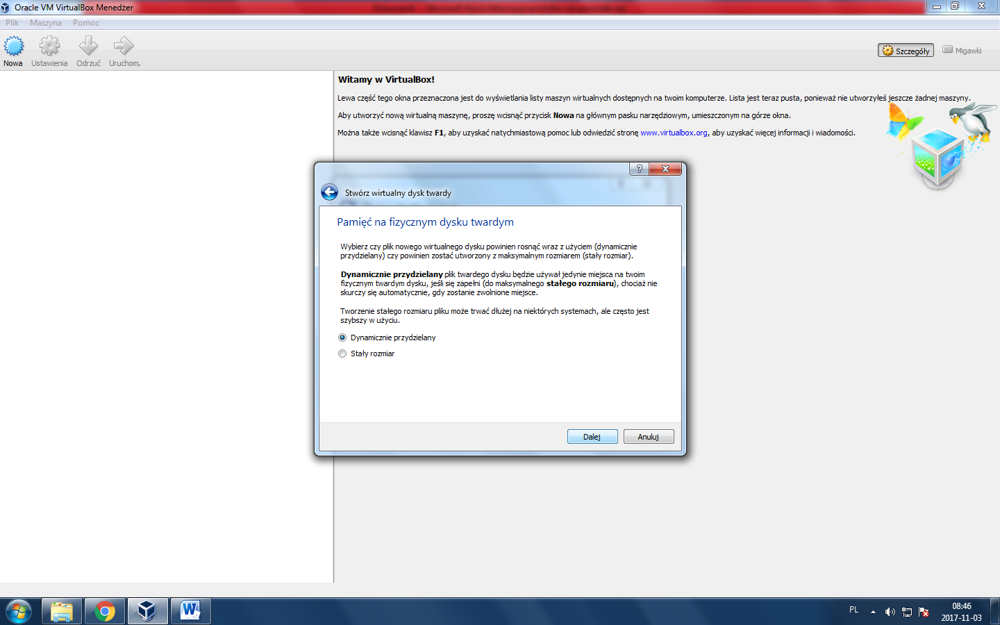 Oracle VM VirtualBox Menedżer
Plik Maszyna Pomoc
Nowa Ustawienia Odrzuć Uruchom
Szczegóły Migawki
Witamy w VirtualBox!
Lewa część tego okna przeznaczona jest do wyświetlania listy maszyn wirtualnych dostępnych na twoim komputerze. Lista jest teraz pusta, ponieważ nie utworzyłeś jeszcze żadnej maszyny.
Aby utworzyć nową wirtualną maszynę, proszę wcisnąć przycisk Nowa na głównym pasku narzędziowym, umieszczonym na górze okna.
Można także wcisnąć klawisz F1, aby uzyskać natychmiastową pomoc lub odwiedzić stronę www.virtualbox.org, aby uzyskać więcej informacji i wiadomości.
Stwórz wirtualny dysk twardy
Pamięć na fizycznym dysku twardym
Wybierz czy plik nowego wirtualnego dysku powinien rosnąć wraz z użyciem (dynamicznie
przydzielany) czy powinien zostać utworzony z maksymalnym rozmiarem (stały rozmiar).
Dynamicznie przydzielany plik twardego dysku będzie używał jedynie miejsca na twoim
fizycznym twardym dysku, jeśli się zapełni (do maksymalnego stałego rozmiaru), chociaż nie
skurczy się automatycznie, gdy zostanie zwolnione miejsce.
Tworzenie stałego rozmiaru pliku może trwać dłużej na niektórych systemach, ale często jest
szybszy w użyciu.
Dynamicznie przydzielany
Stały rozmiar
Dalej Anuluj
PL
08:46
2017-11-03